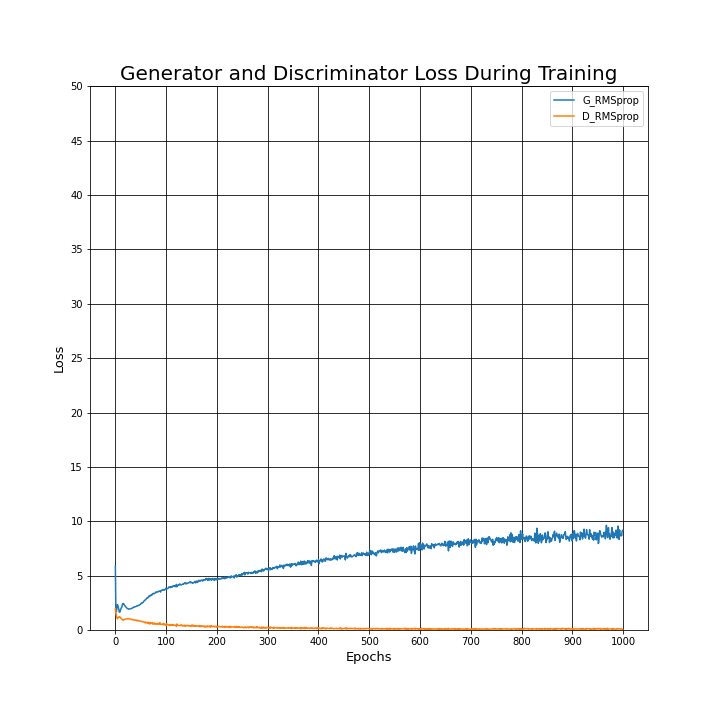 Generator and Discriminator Loss During Training
50
45
40
35
30
25
20
15
10
5
0
Loss
G_RMSprop
D_RMSprop
0 100 200 300 400 500 600 700 800 900 1000
Epochs